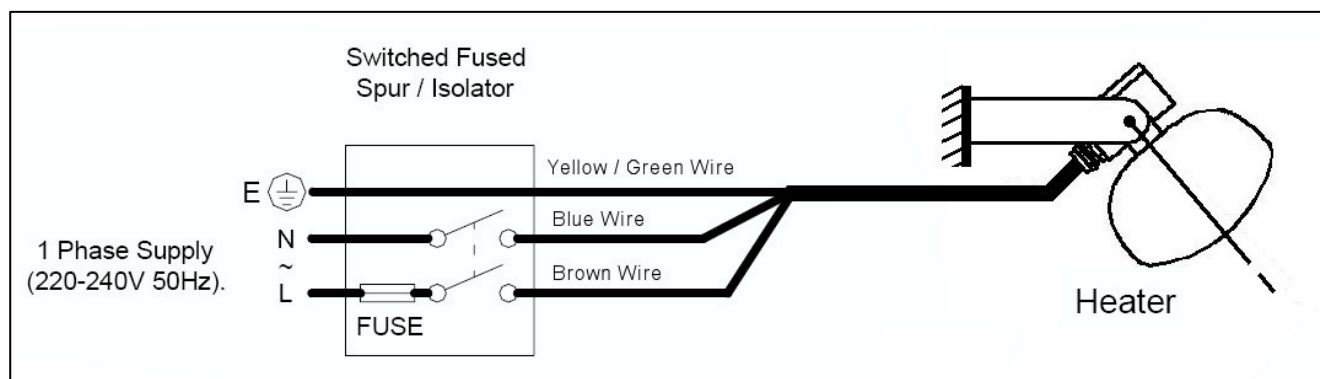 Switched Fused
Spur / Isolator
Yellow / Green Wire
E
Blue Wire
N
1 Phase Supply
(220-240V 50Hz).
~
Brown Wire
L
FUSE
Heater